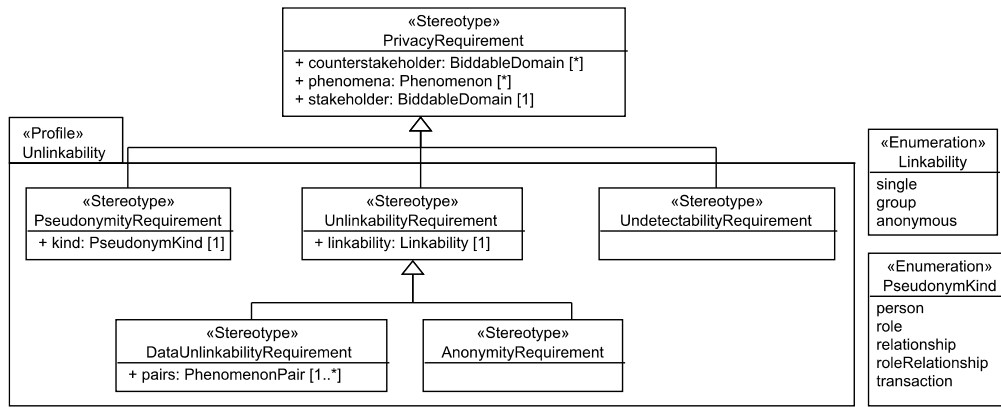 «Stereotype»
PrivacyRequirement
+ counterstakeholder: BiddableDomain [*]
+ phenomena: Phenomenon [*]
+ stakeholder: BiddableDomain [1]
«Profile»
Unlinkability
«Stereotype»
PseudonymityRequirement
+ kind: PseudonymKind [1]
«Stereotype»
UnlinkabilityRequirement
+ linkability: Linkability [1]
«Stereotype»
UndetectabilityRequirement
«Stereotype»
DataUnlinkabilityRequirement
+ pairs: PhenomenonPair [1..*]
«Stereotype»
AnonymityRequirement
«Enumeration»
Linkability
single
group
anonymous
«Enumeration»
PseudonymKind
person
role
relationship
roleRelationship
transaction